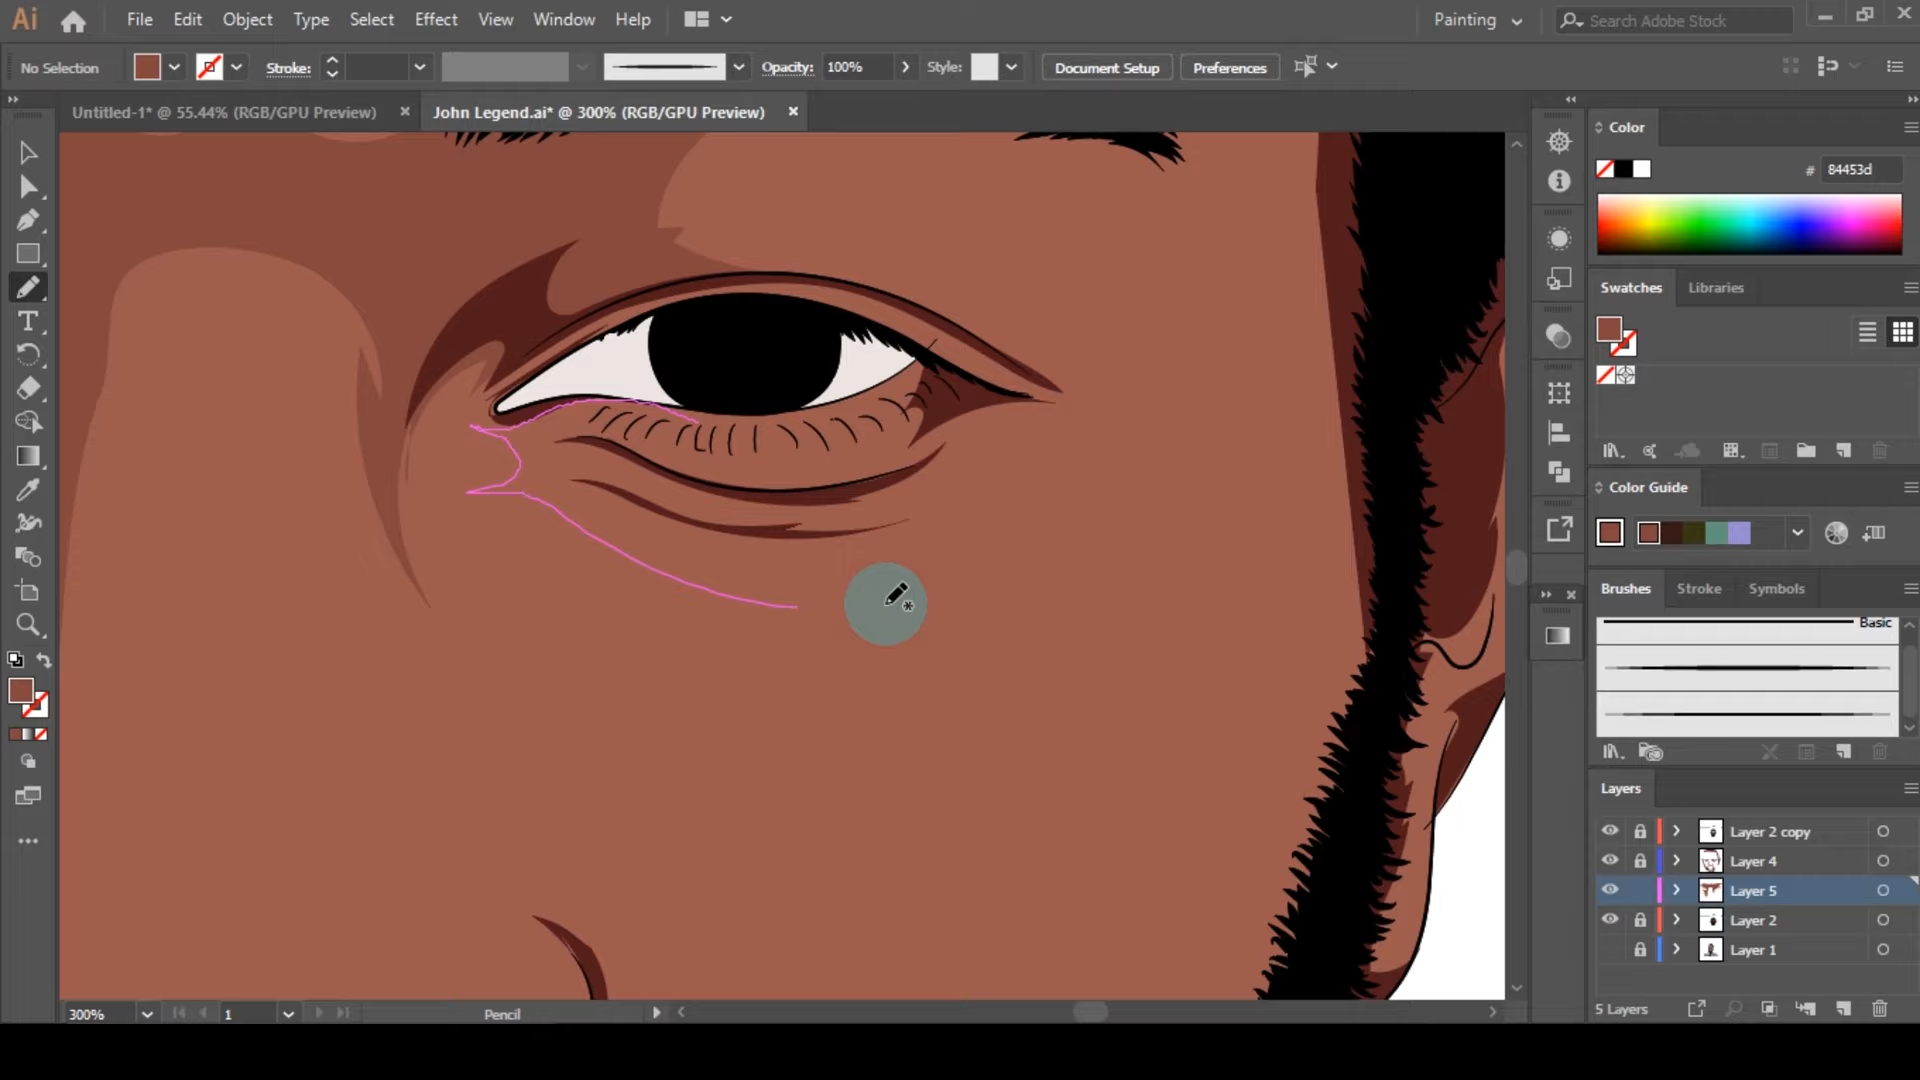 Ai File Edit Object Type Select Effect View Window Help Painting Search Adobe Stock
No Selection Stroke: Opacity: 100% Style: Document Setup Preferences
Untitled-1* @ 55.44% (RGB/GPU Preview) John Legend.ai* @ 300% (RGB/GPU Preview)
Color
# 84453d
Swatches Libraries
Color Guide
Brushes Stroke Symbols
Basic
Layers
Layer 2 copy
Layer 4
Layer 5
Layer 2
Layer 1
5 Layers
300% 1 Pencil